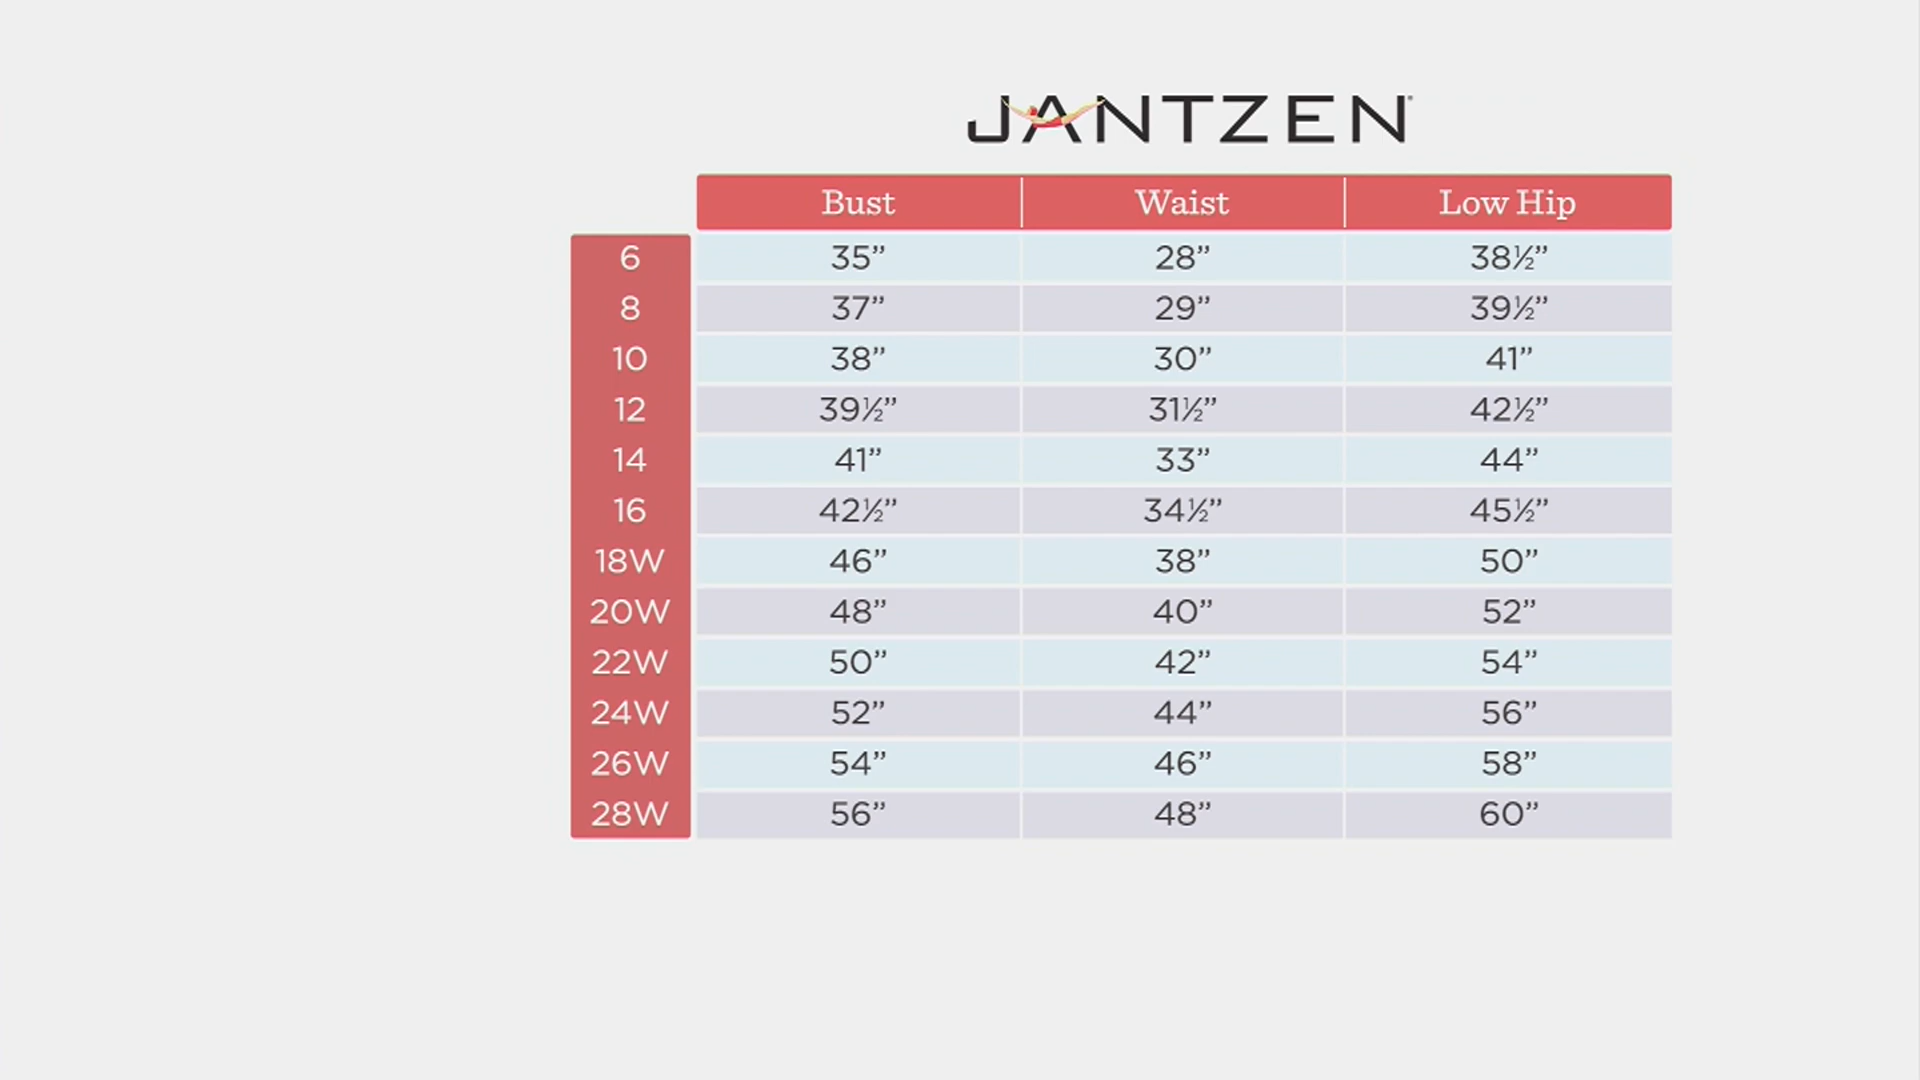 JANTZEN
Bust Waist Low Hip
6 35” 28” 38½”
8 37” 29” 39½”
10 38” 30” 41”
12 39½” 31½” 42½”
14 41” 33” 44”
16 42½” 34½” 45½”
18W 46” 38” 50”
20W 48” 40” 52”
22W 50” 42” 54”
24W 52” 44” 56”
26W 54” 46” 58”
28W 56” 48” 60”